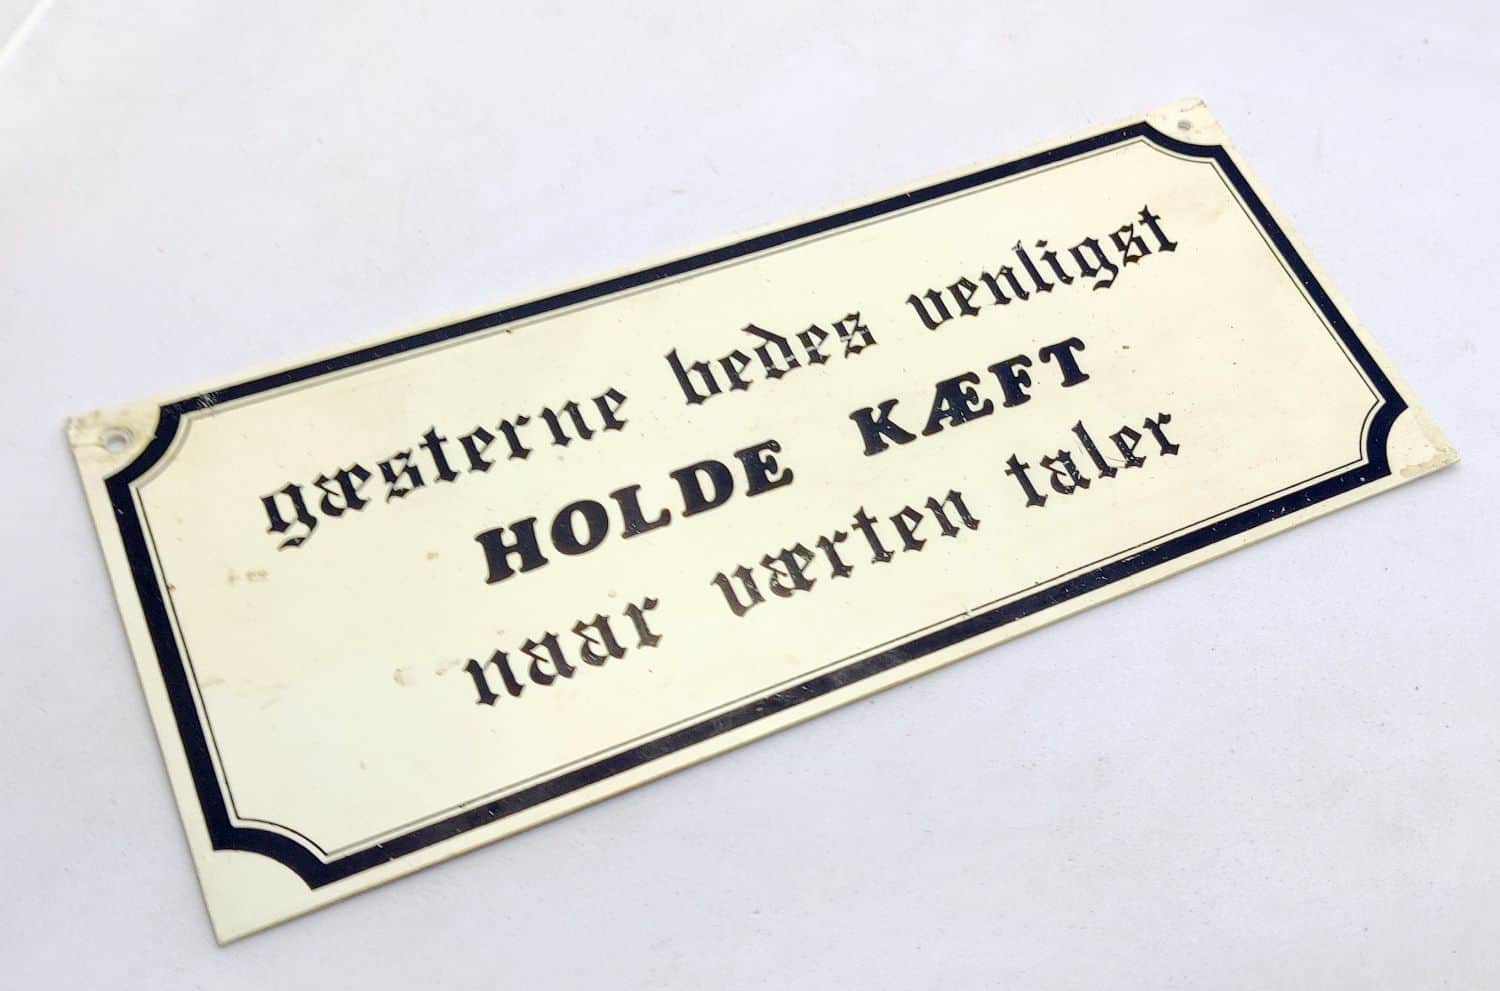 gæsterne bedes venligst
HOLDE KÆFT
naar værten taler